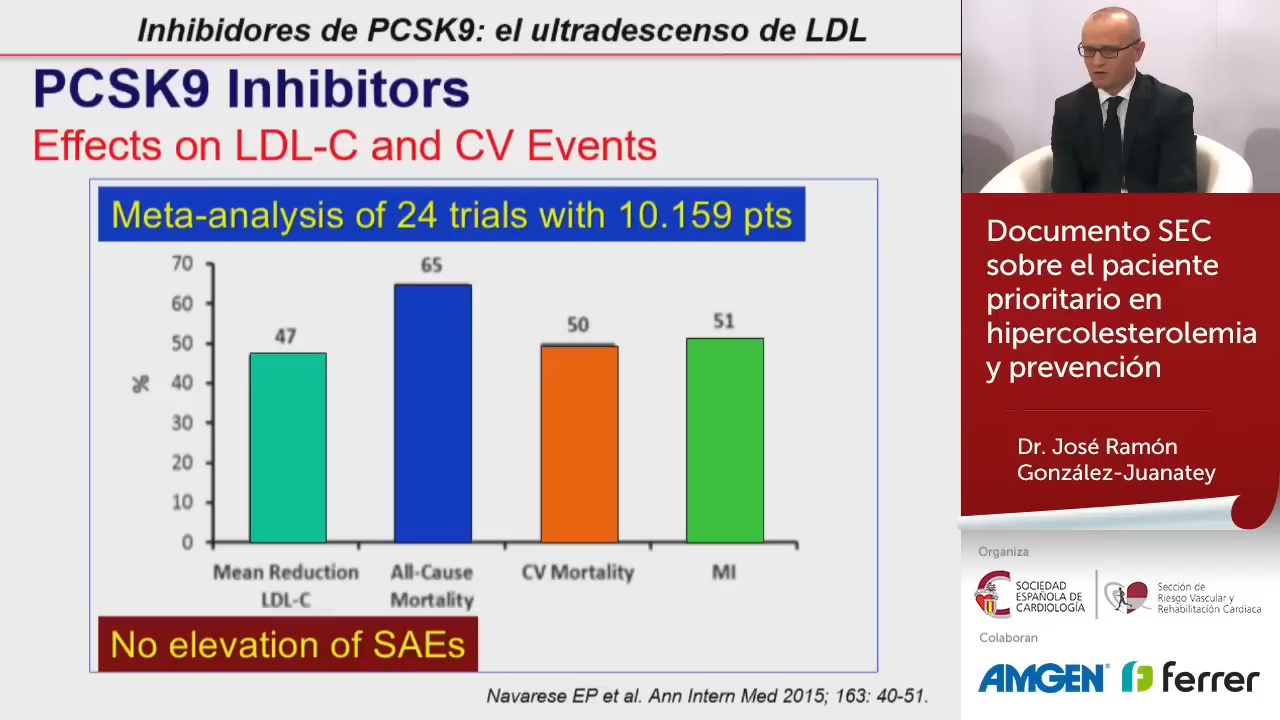 Inhibidores de PCSK9: el ultradescenso de LDL
PCSK9 Inhibitors
Effects on LDL-C and CV Events
Meta-analysis of 24 trials with 10.159 pts
70
60
50
40
30
20
10
0
%
47
65
50
51
Mean Reduction
LDL-C
All-Cause
Mortality
CV Mortality
MI
No elevation of SAEs
Navarese EP et al. Ann Intern Med 2015; 163: 40-51.
Documento SEC
sobre el paciente
prioritario en
hipercolesterolemia
y prevención
Dr. José Ramón
González-Juanatey
Organiza
SOCIEDAD
ESPAÑOLA DE
CARDIOLOGÍA
Sección de
Riesgo Vascular y
Rehabilitación Cardiaca
Colaboran
AMGEN®
ferrer